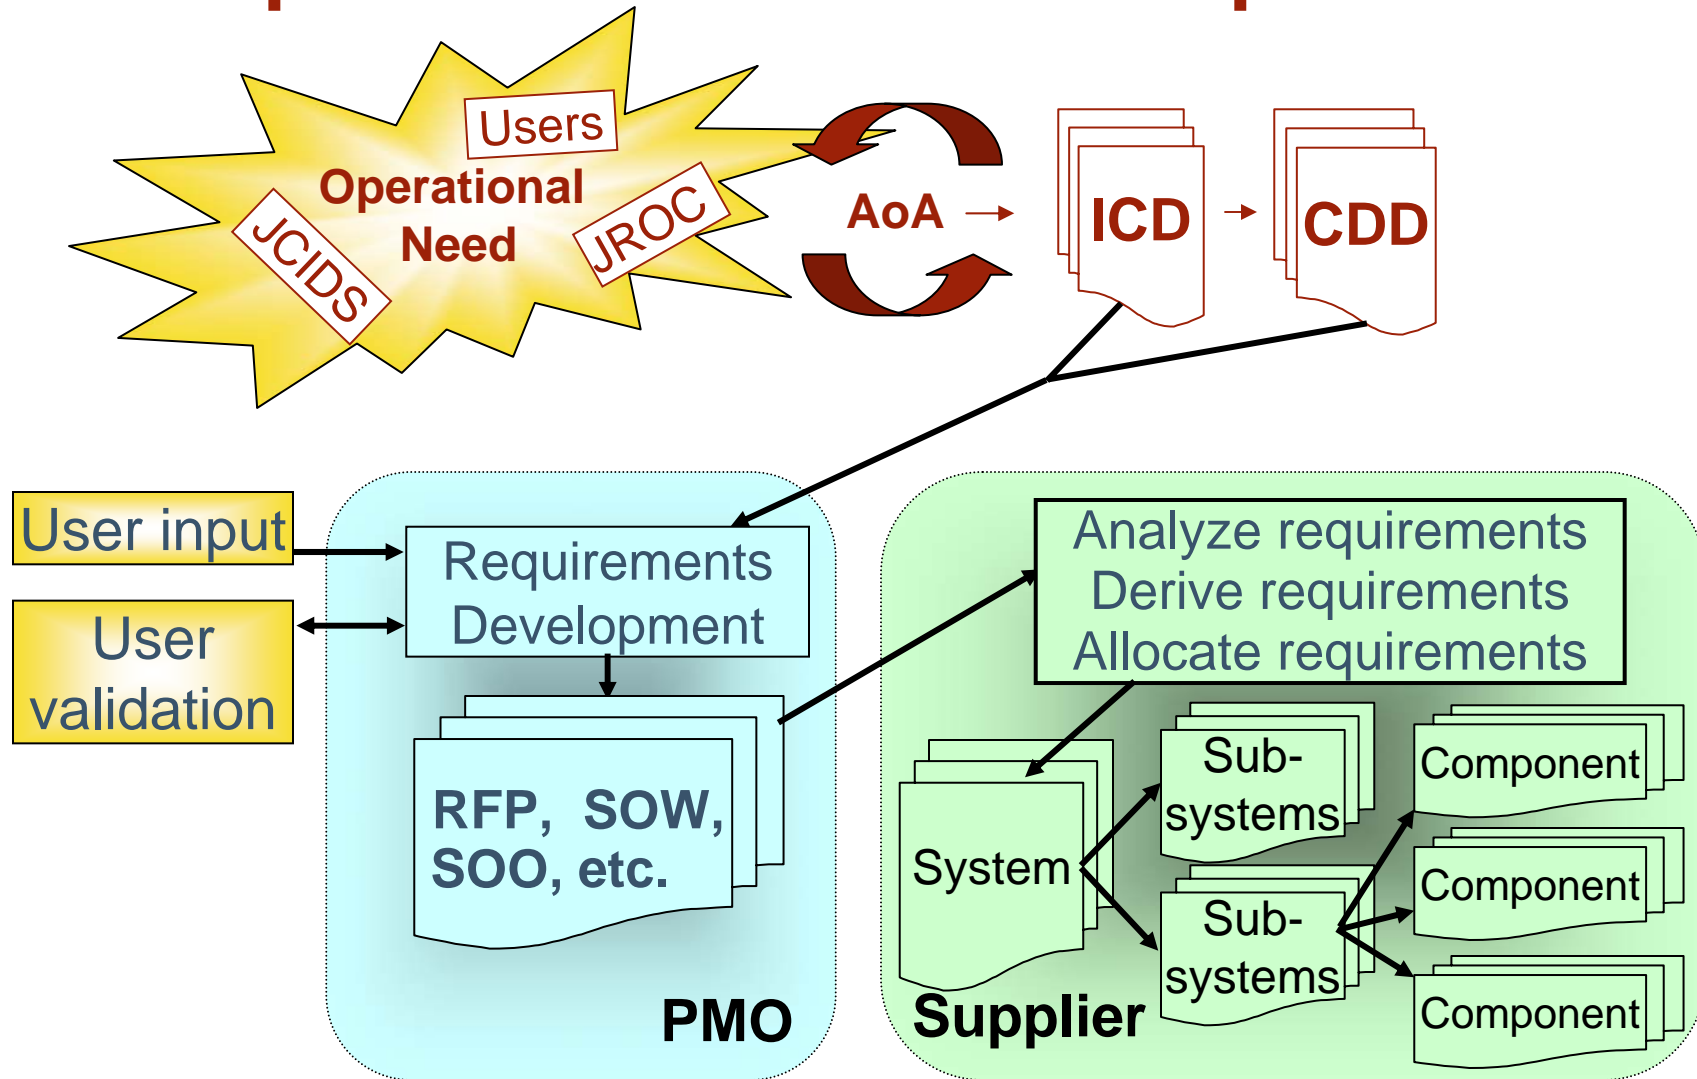 Users
Operational
Need
JCIDS
JROC
AoA
ICD
CDD
User input
User
validation
Requirements
Development
RFP, SOW,
SOO, etc.
PMO
Analyze requirements
Derive requirements
Allocate requirements
System
Sub-
systems
Sub-
systems
Component
Component
Component
Supplier